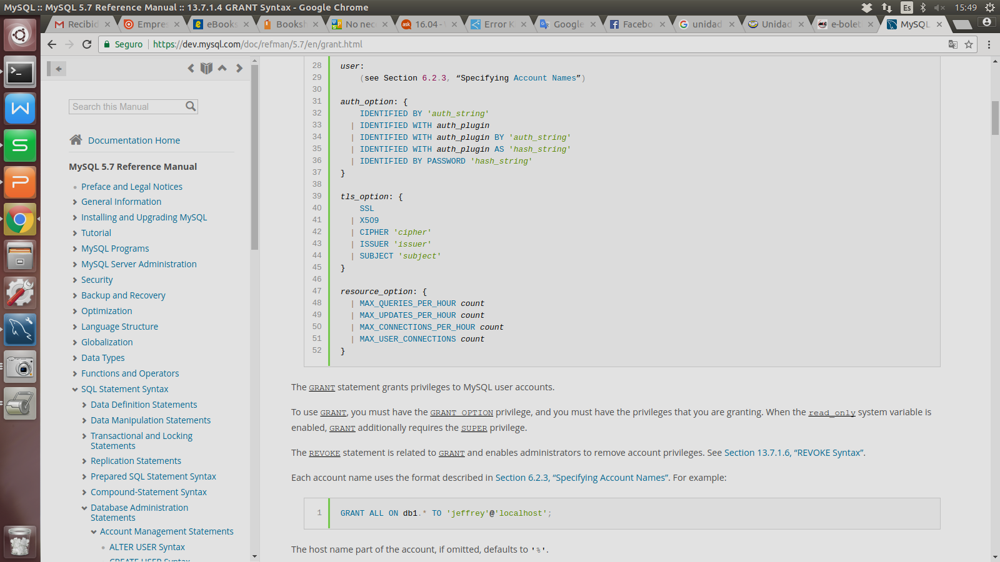 MySQL :: MySQL 5.7 Reference Manual :: 13.7.1.4 GRANT Syntax - Google Chrome
Es
15:49
Recibid
Empres
eBooks
Booksh
No nece
16.04 -
Error K
Google
Facebo
unidad
Unidad
e-bolet
MySQL
Seguro
https://dev.mysql.com/doc/refman/5.7/en/grant.html
Search this Manual
Documentation Home
MySQL 5.7 Reference Manual
Preface and Legal Notices
General Information
Installing and Upgrading MySQL
Tutorial
MySQL Programs
MySQL Server Administration
Security
Backup and Recovery
Optimization
Language Structure
Globalization
Data Types
Functions and Operators
SQL Statement Syntax
Data Definition Statements
Data Manipulation Statements
Transactional and Locking
Statements
Replication Statements
Prepared SQL Statement Syntax
Compound-Statement Syntax
Database Administration
Statements
Account Management Statements
ALTER USER Syntax
CREATE USER Syntax
28 user:
29 (see Section 6.2.3, “Specifying Account Names”)
30
31 auth_option: {
32 IDENTIFIED BY 'auth_string'
33 | IDENTIFIED WITH auth_plugin
34 | IDENTIFIED WITH auth_plugin BY 'auth_string'
35 | IDENTIFIED WITH auth_plugin AS 'hash_string'
36 | IDENTIFIED BY PASSWORD 'hash_string'
37 }
38
39 tls_option: {
40 SSL
41 | X509
42 | CIPHER 'cipher'
43 | ISSUER 'issuer'
44 | SUBJECT 'subject'
45 }
46
47 resource_option: {
48 | MAX_QUERIES_PER_HOUR count
49 | MAX_UPDATES_PER_HOUR count
50 | MAX_CONNECTIONS_PER_HOUR count
51 | MAX_USER_CONNECTIONS count
52 }
The GRANT statement grants privileges to MySQL user accounts.
To use GRANT, you must have the GRANT OPTION privilege, and you must have the privileges that you are granting. When the read_only system variable is
enabled, GRANT additionally requires the SUPER privilege.
The REVOKE statement is related to GRANT and enables administrators to remove account privileges. See Section 13.7.1.6, “REVOKE Syntax”.
Each account name uses the format described in Section 6.2.3, “Specifying Account Names”. For example:
1 GRANT ALL ON db1.* TO 'jeffrey'@'localhost';
The host name part of the account, if omitted, defaults to '%'.